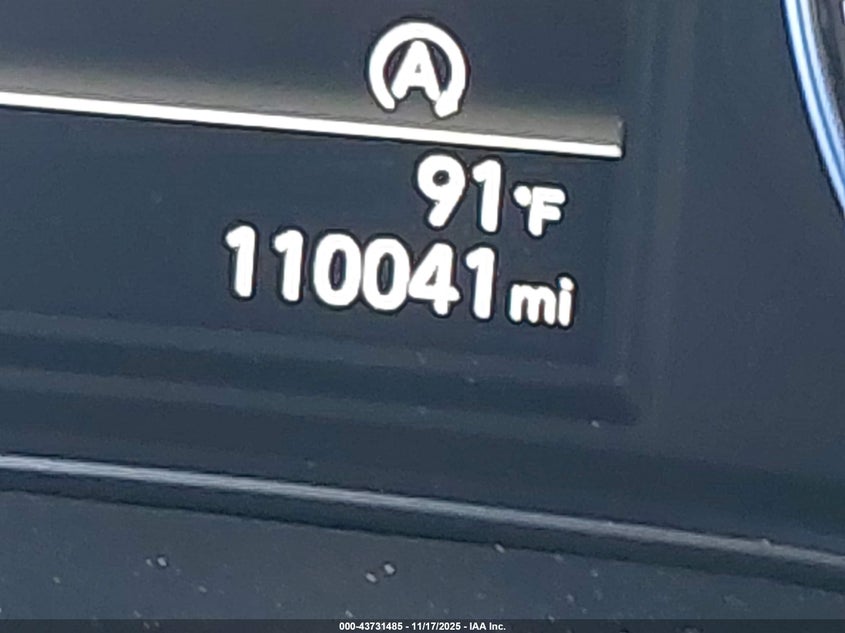 A
91°F
110041 mi
000-43731485 - 11/17/2025 - IAA Inc.